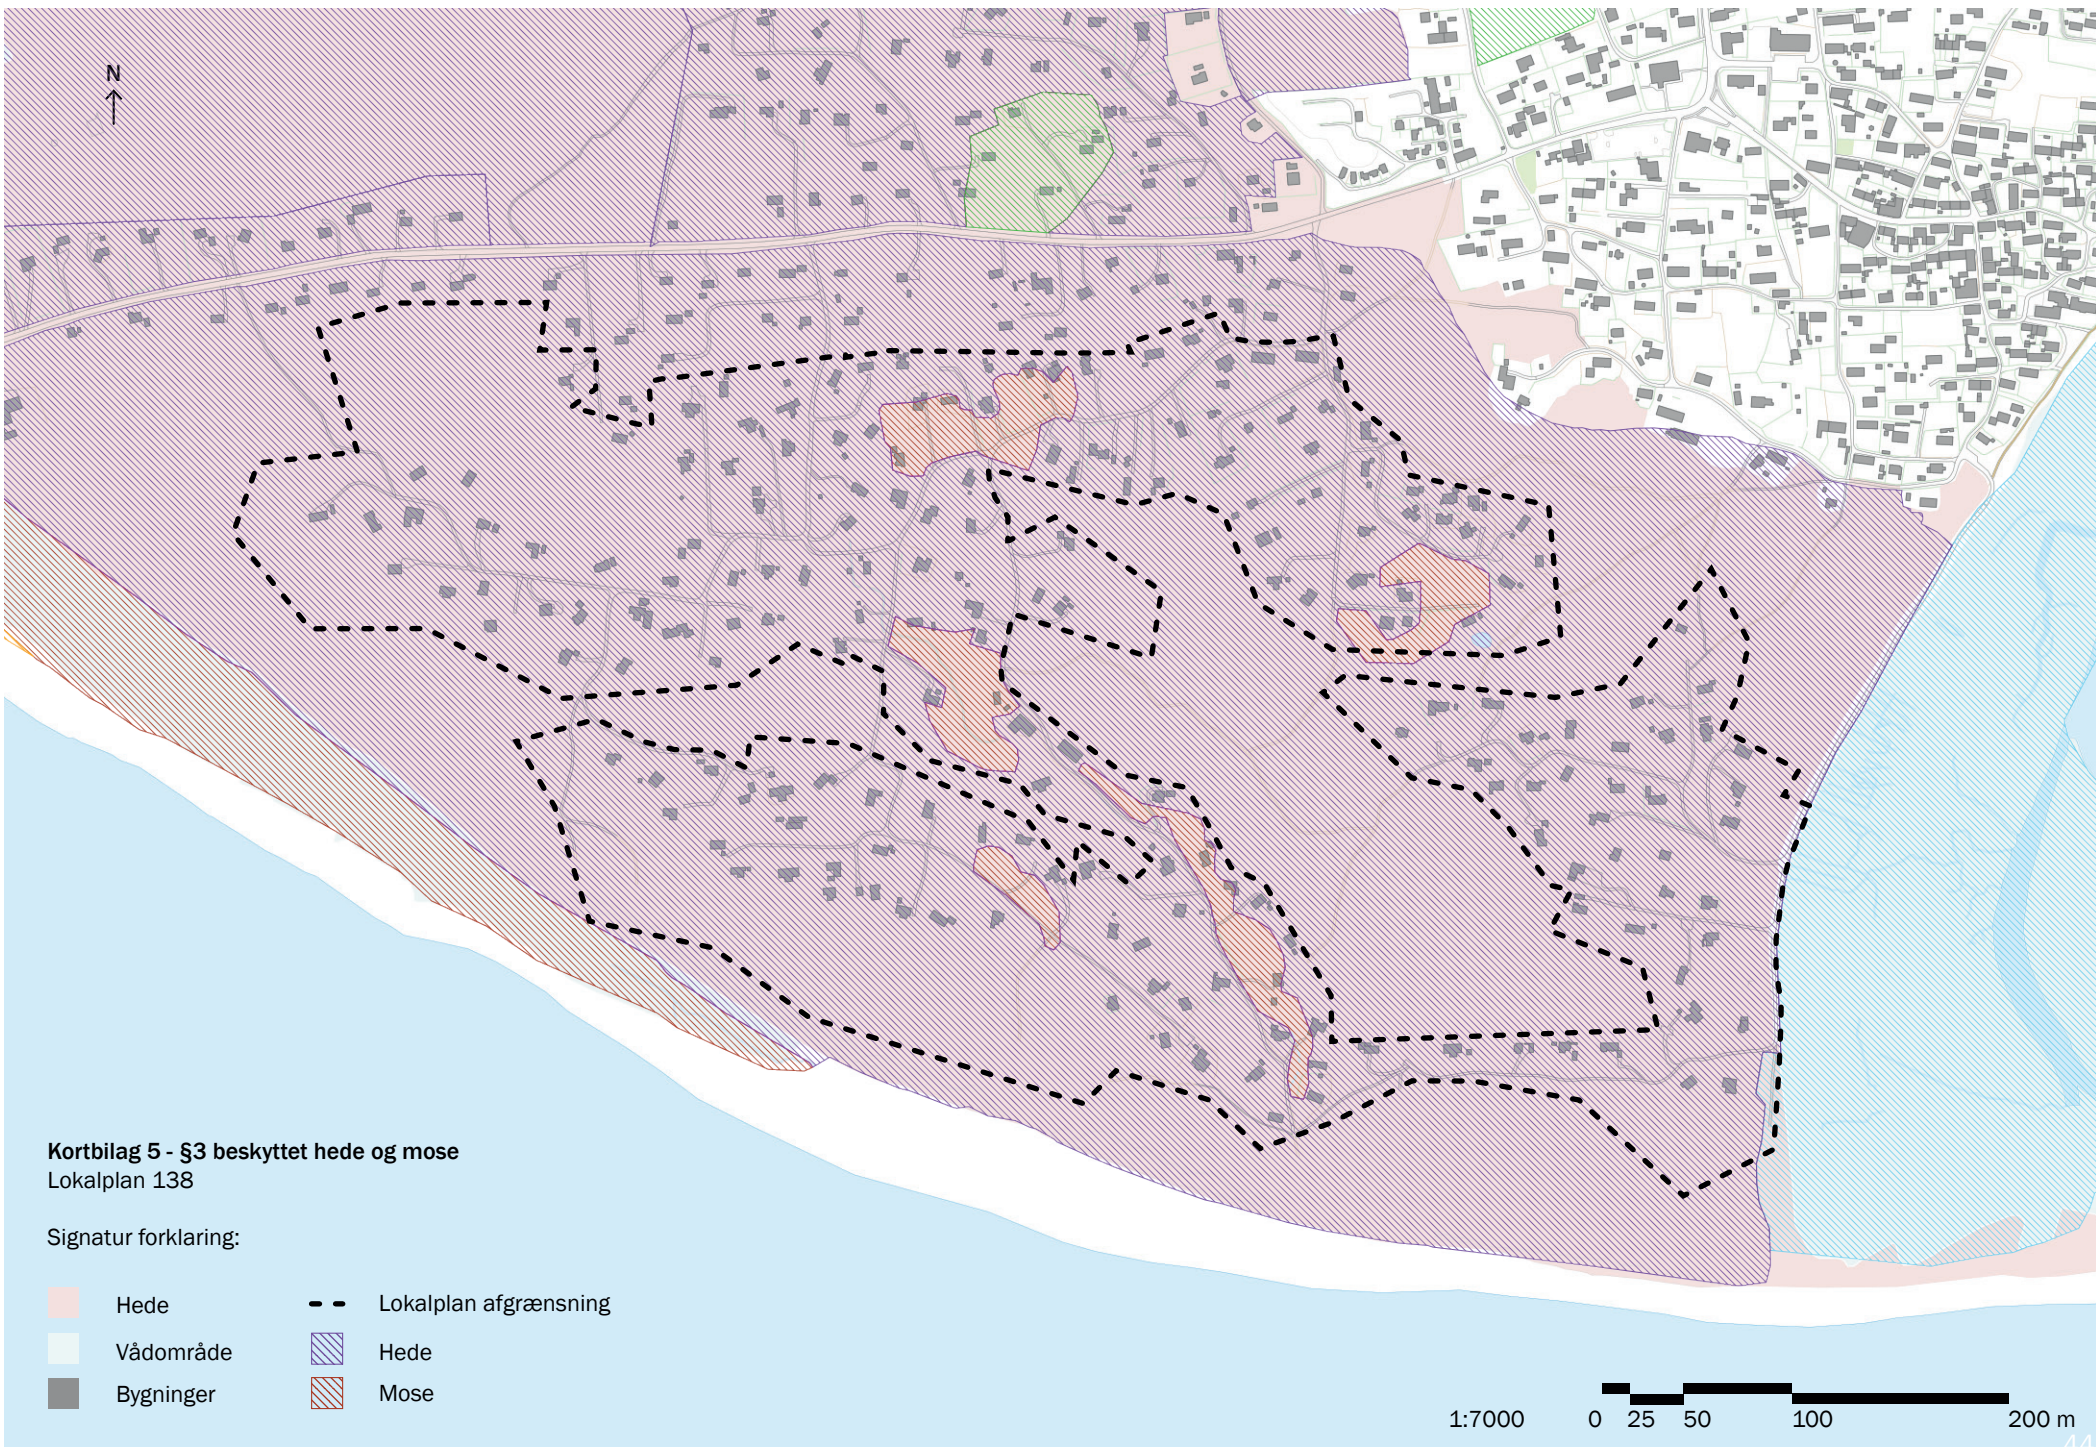 N
Kortbilag 5 - §3 beskyttet hede og mose
Lokalplan 138
Signatur forklaring:
Hede
Vådområde
Bygninger
Lokalplan afgrænsning
Hede
Mose
1:7000 0 25 50 100 200 m
44